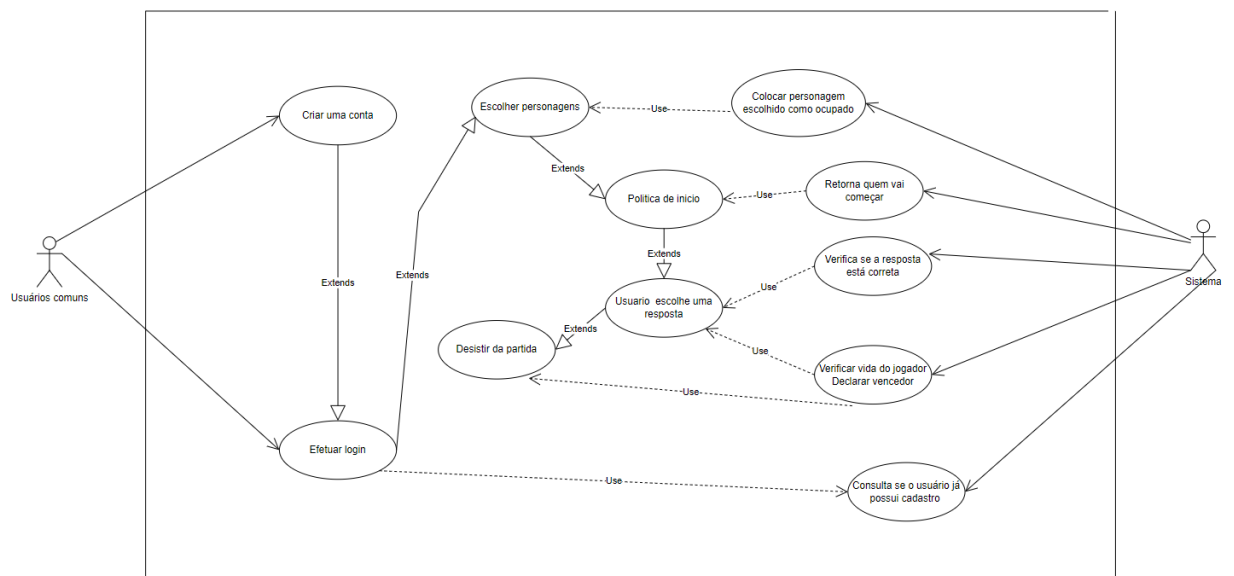 Criar uma conta
Escolher personagens
Use
Colocar personagem
escolhido como ocupado
Extends
Politica de inicio
Use
Retorna quem vai
começar
Usuários comuns
Extends
Extends
Extends
Verifica se a resposta
está correta
Use
Sistema
Usuario escolhe uma
resposta
Extends
Desistir da partida
Use
Verificar vida do jogador
Declarar vencedor
Use
Efetuar login
Use
Consulta se o usuário já
possui cadastro